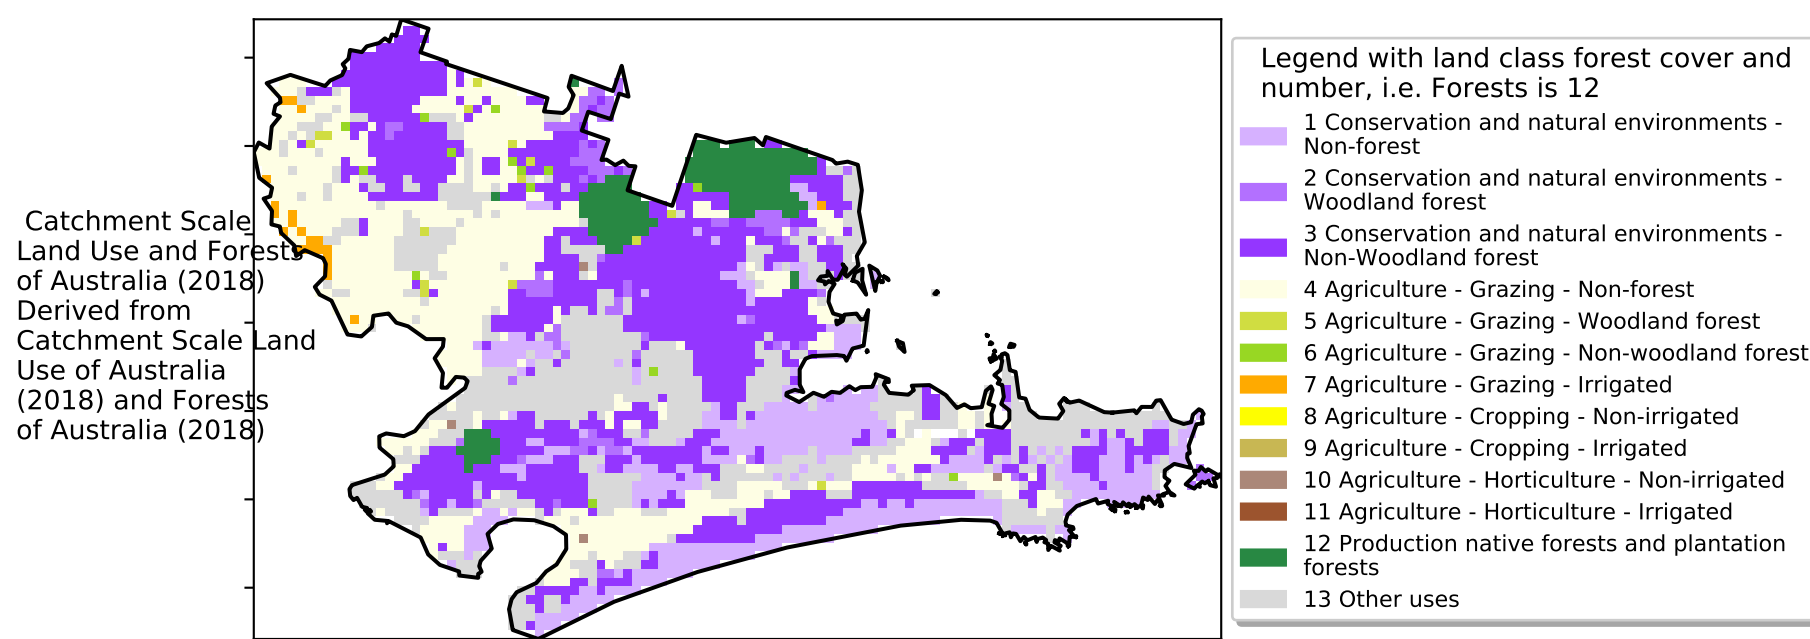 Catchment Scale
Land Use and Forests
of Australia (2018)
Derived from
Catchment Scale Land
Use of Australia
(2018) and Forests
of Australia (2018)
Legend with land class forest cover and
number, i.e. Forests is 12
1 Conservation and natural environments -
Non-forest
2 Conservation and natural environments -
Woodland forest
3 Conservation and natural environments -
Non-Woodland forest
4 Agriculture - Grazing - Non-forest
5 Agriculture - Grazing - Woodland forest
6 Agriculture - Grazing - Non-woodland forest
7 Agriculture - Grazing - Irrigated
8 Agriculture - Cropping - Non-irrigated
9 Agriculture - Cropping - Irrigated
10 Agriculture - Horticulture - Non-irrigated
11 Agriculture - Horticulture - Irrigated
12 Production native forests and plantation
forests
13 Other uses